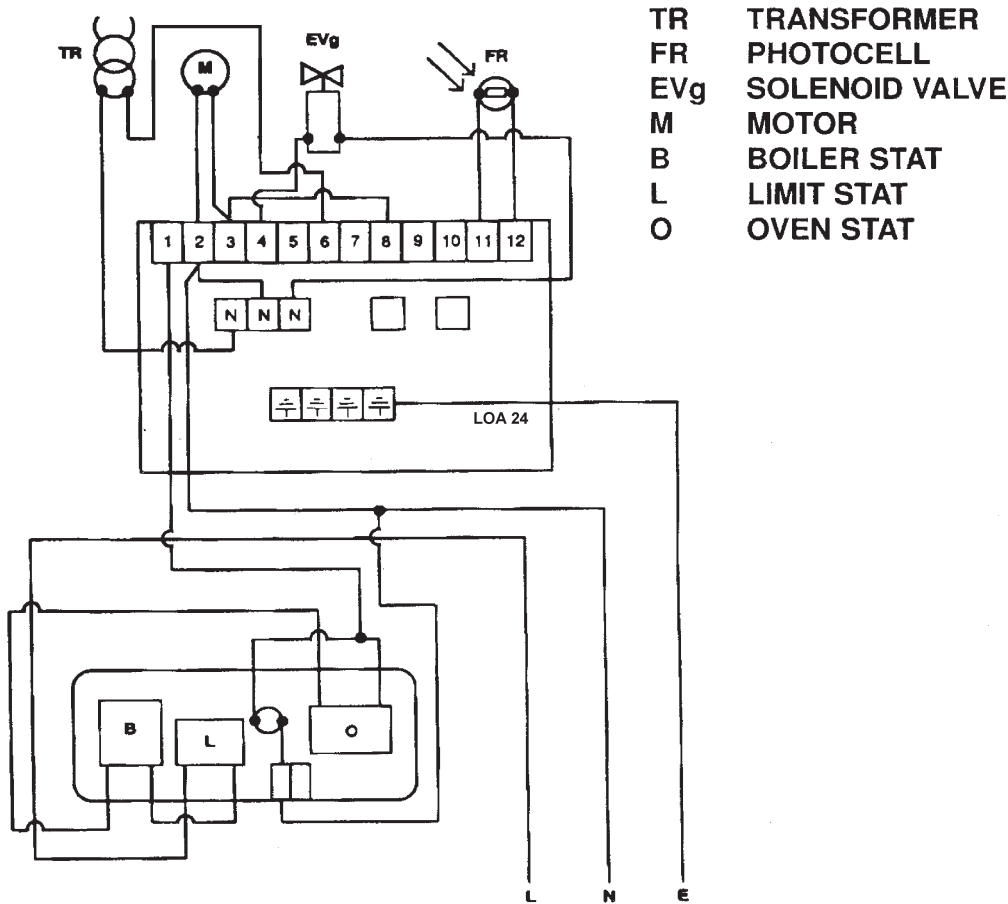 TR TRANSFORMER
FR PHOTOCELL
EVg SOLENOID VALVE
M MOTOR
B BOILER STAT
L LIMIT STAT
O OVEN STAT
TR
M
EVg
FR
1 2 3 4 5 6 7 8 9 10 11 12
N N N
LOA 24
B
L
O
L N E